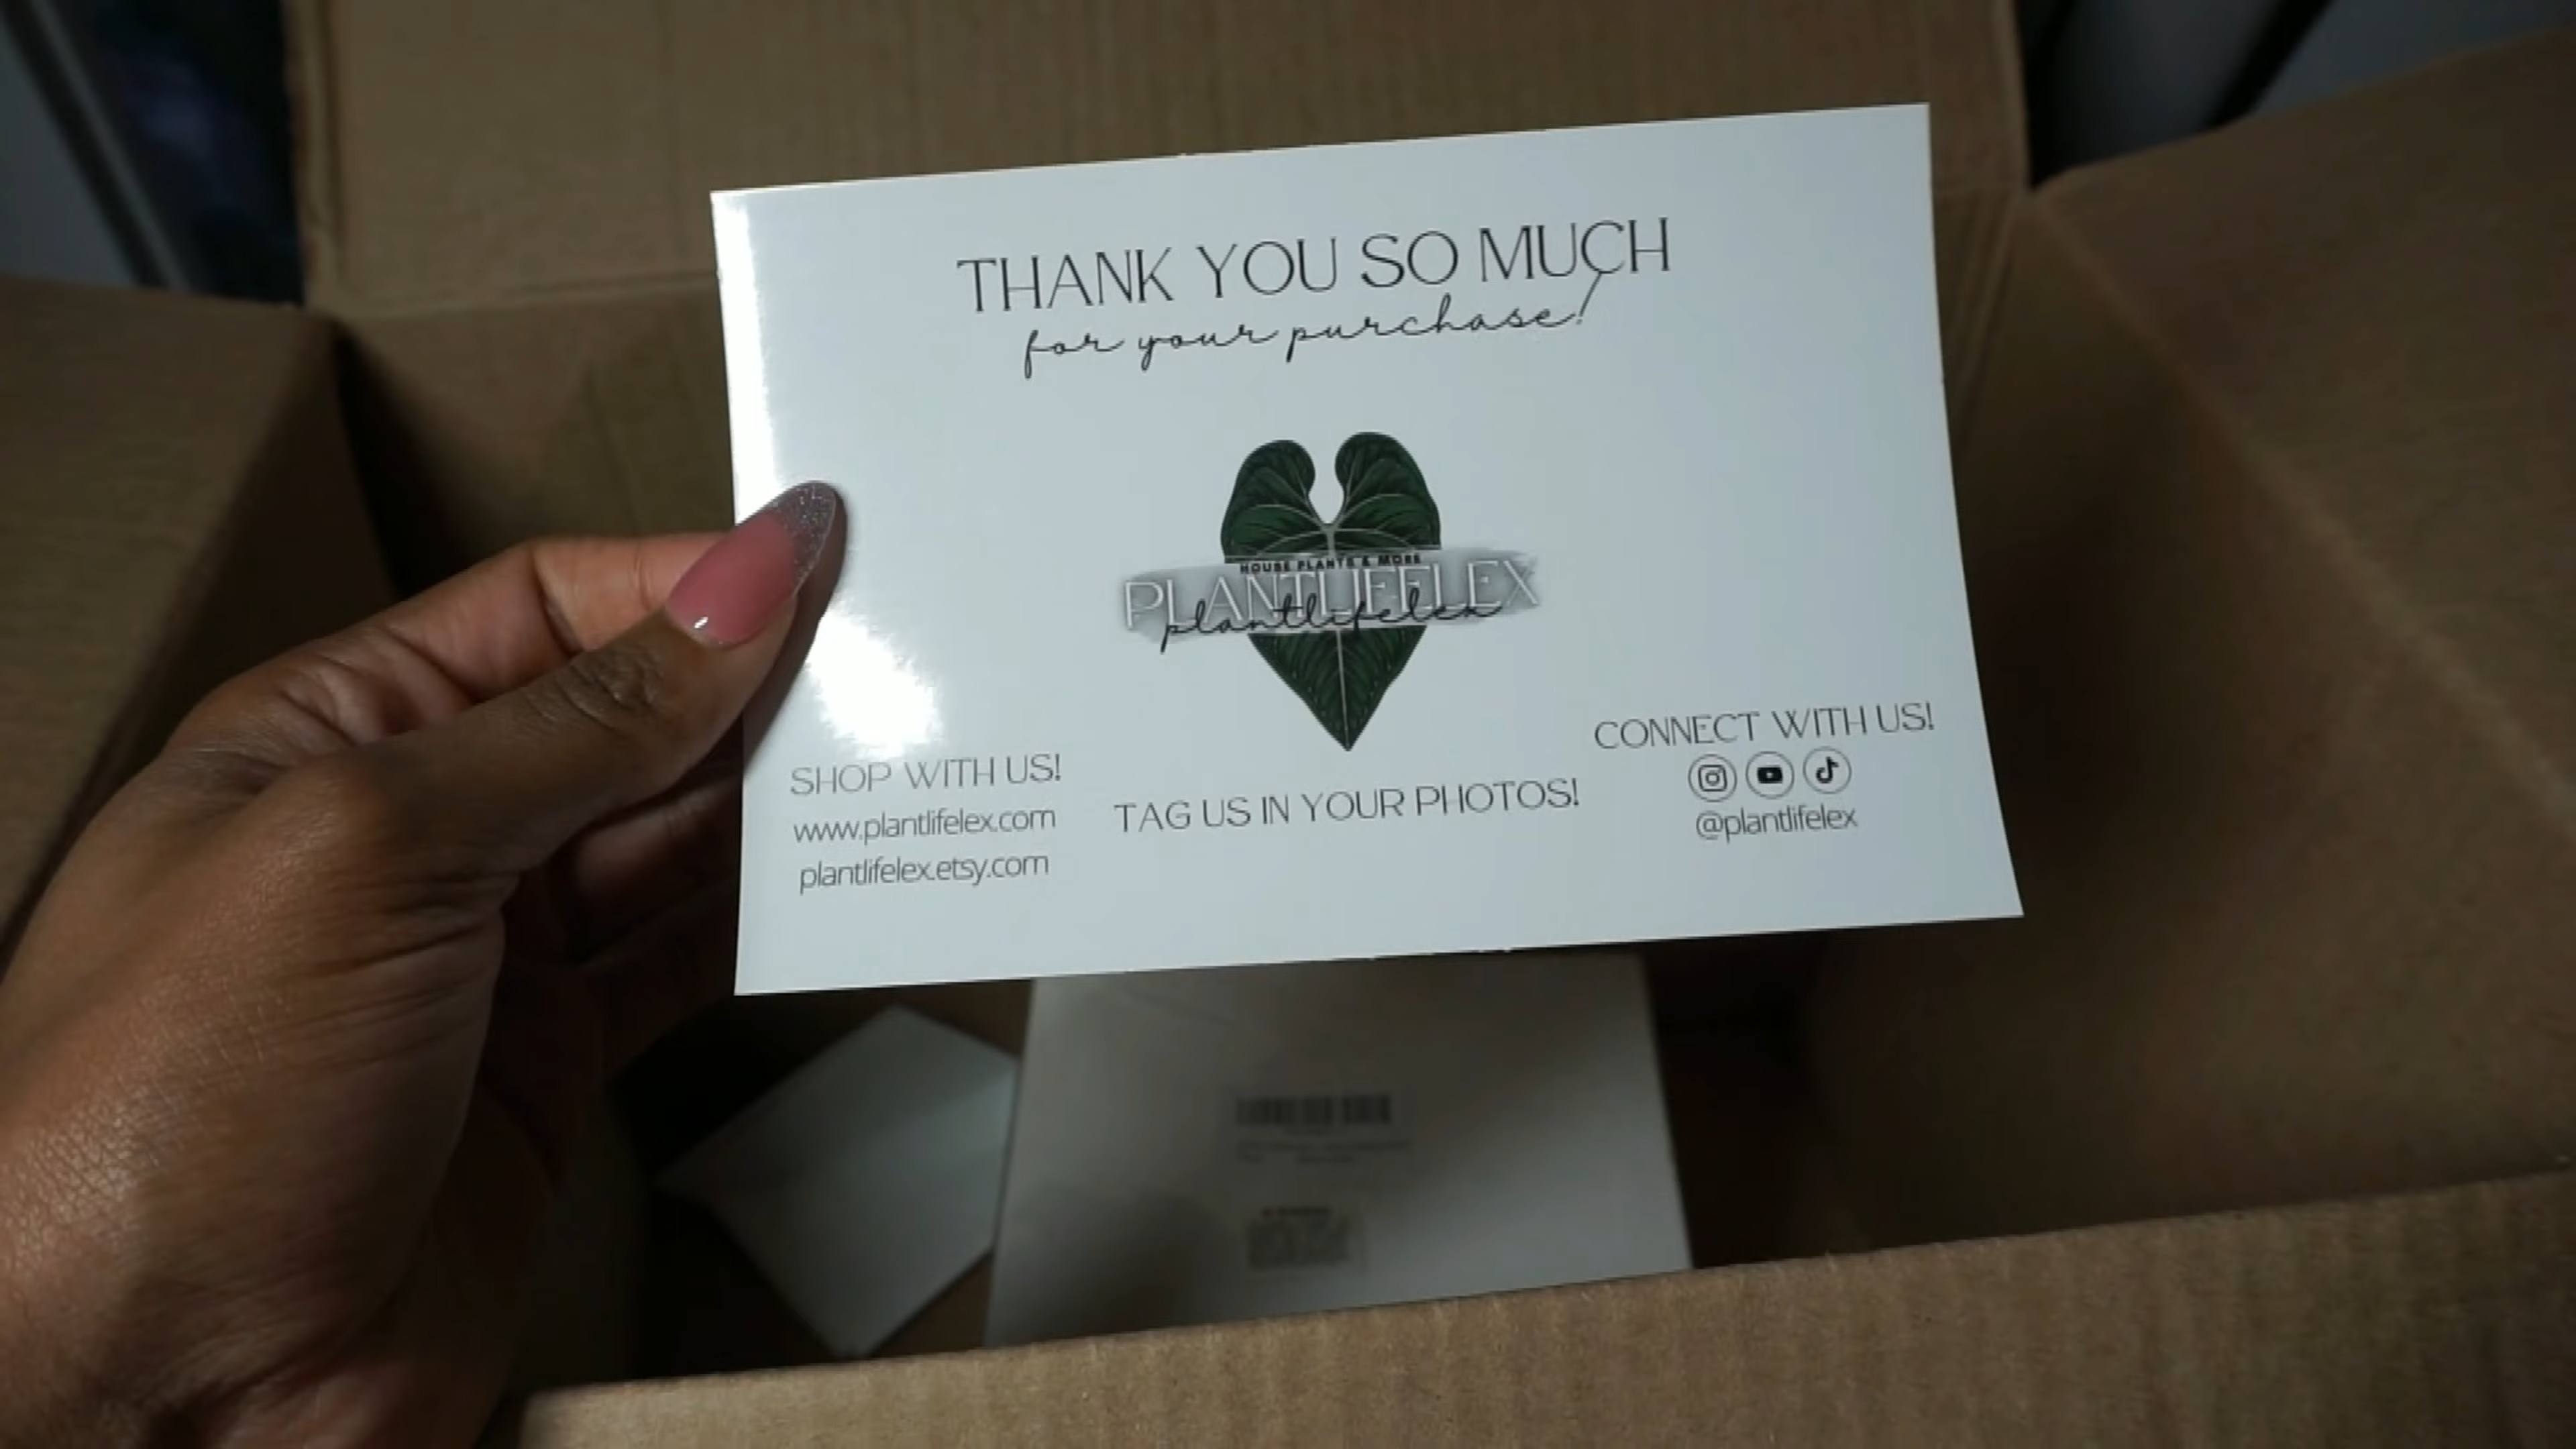 THANK YOU SO MUCH
for your purchase!
HOUSE PLANTS & MORE
PLANTLIFELEX
plantlifelex
SHOP WITH US!
www.plantlifelex.com
plantlifelex.etsy.com
TAG US IN YOUR PHOTOS!
CONNECT WITH US!
@plantlifelex